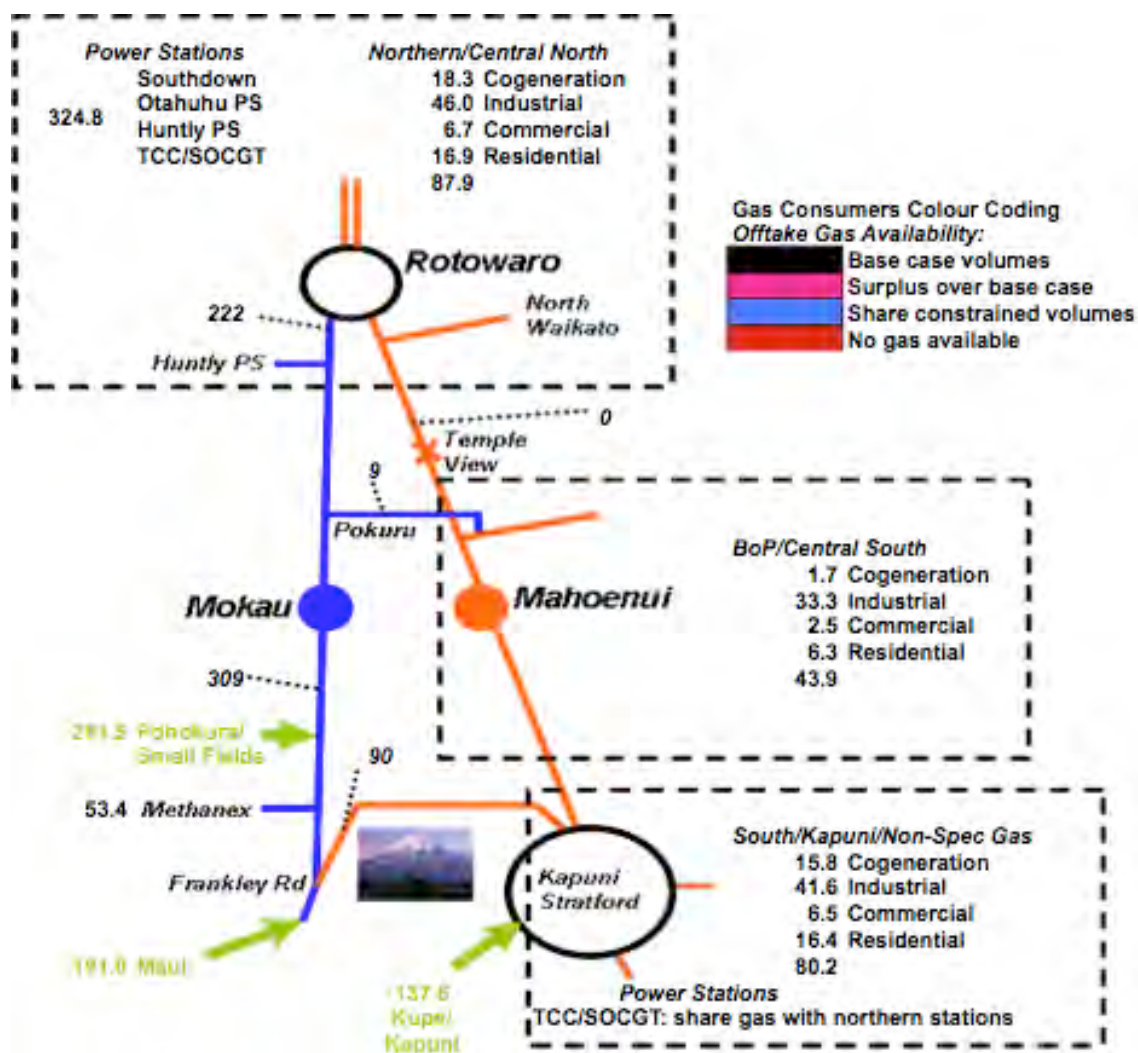 Power Stations
Southdown
Otahuhu PS
324.8
Huntly PS
TCC/SOCGT
Northern/Central North
18.3 Cogeneration
46.0 Industrial
6.7 Commercial
16.9 Residential
87.9
Gas Consumers Colour Coding
Offtake Gas Availability:
Base case volumes
Surplus over base case
Share constrained volumes
No gas available
Rotowaro
222
North
Waikato
Huntly PS
0
Temple
View
9
Pokuru
BoP/Central South
1.7 Cogeneration
33.3 Industrial
2.5 Commercial
6.3 Residential
43.9
Mokau
Mahoenui
309
Small Fields
90
53.4 Methanex
Frankley Rd
Kapuni
Stratford
South/Kapuni/Non-Spec Gas
15.8 Cogeneration
41.6 Industrial
6.5 Commercial
16.4 Residential
80.2
191.0 Maui
137.6
Kupe/
Kapuni
Power Stations
TCC/SOCGT: share gas with northern stations